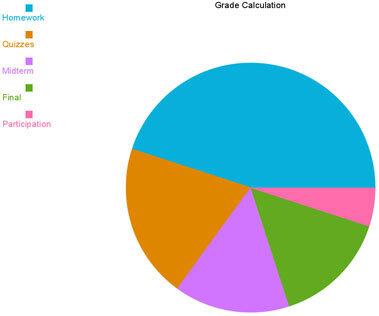 Grade Calculation
Homework
Quizzes
Midterm
Final
Participation